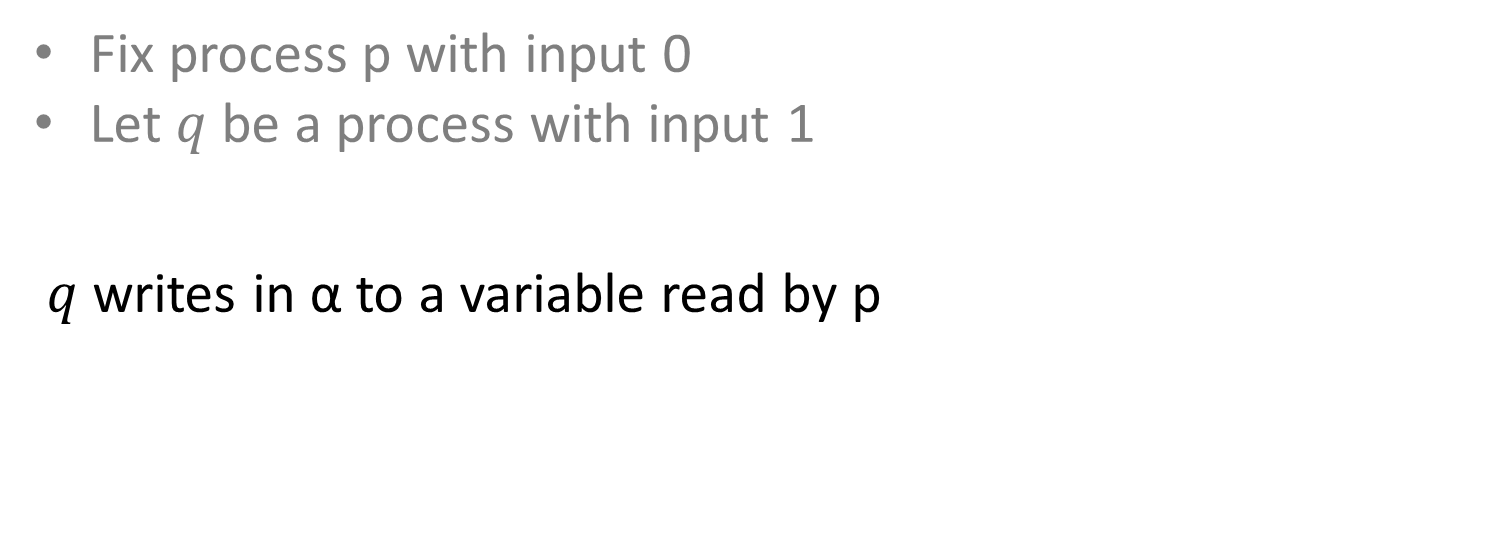 • Fix process p with input 0
• Let q be a process with input 1
q writes in α to a variable read by p